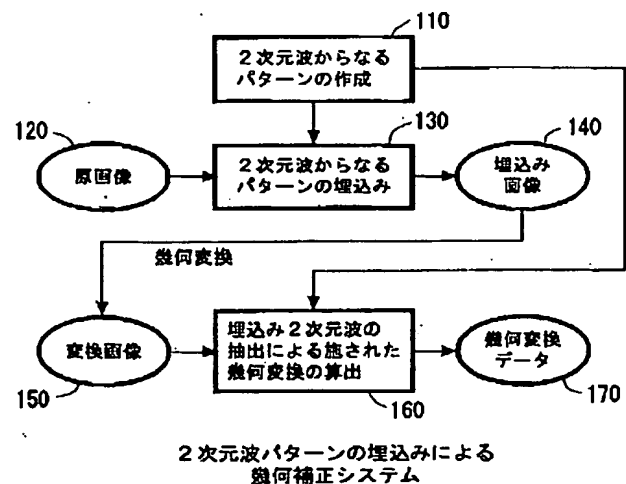 110
2次元波からなる
パターンの作成
120
130
140
原画像
2次元波からなる
パターンの埋込み
埋込み
画像
幾何変換
変換画像
埋込み2次元波の
抽出による施された
幾何変換の算出
幾何変換
データ
150
160
170
2次元波パターンの埋込みによる
幾何補正システム